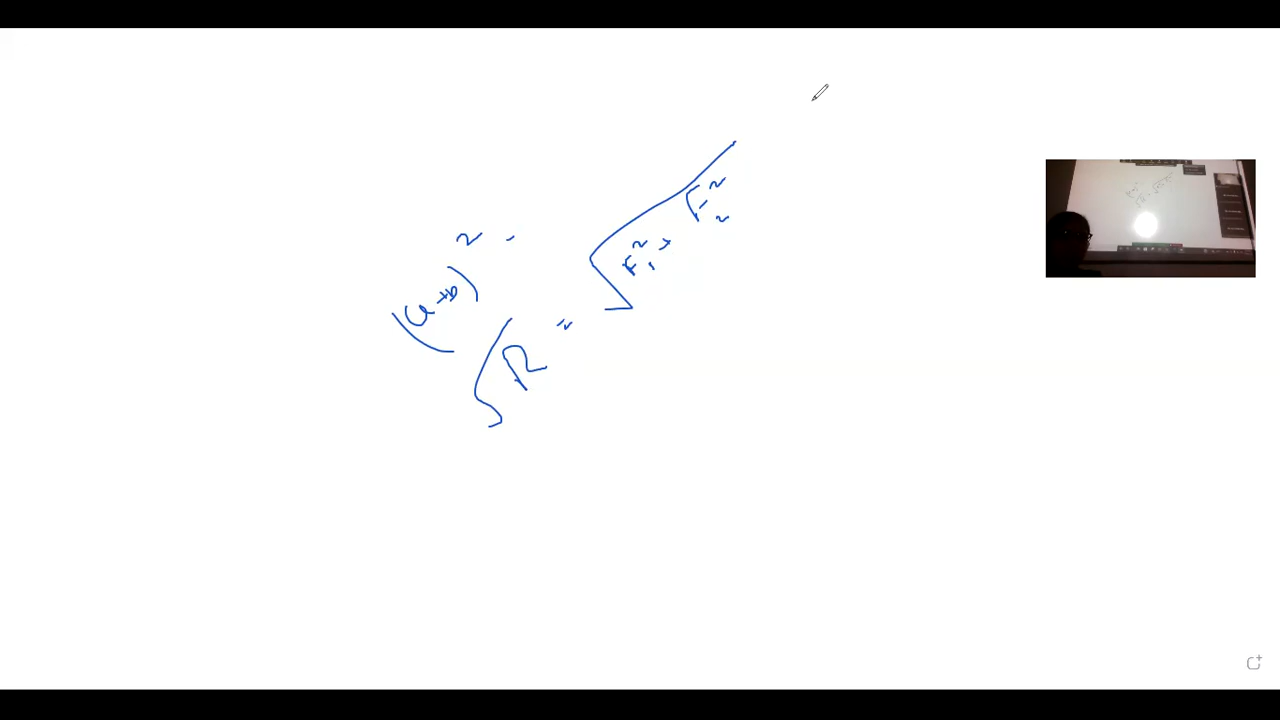 (a+b)² -
√R = √F₁² + F₂²